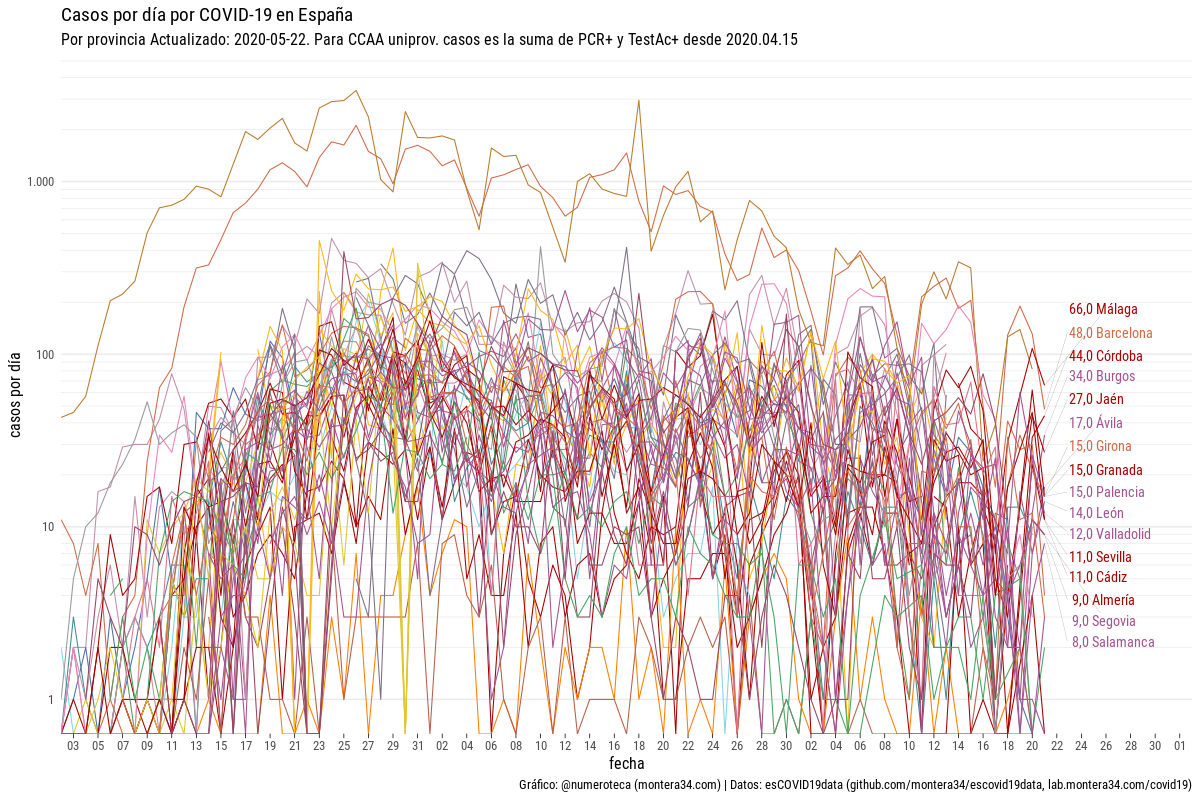 Casos por día por COVID-19 en España
Por provincia Actualizado: 2020-05-22. Para CCAA uniprov. casos es la suma de PCR+ y TestAc+ desde 2020.04.15
casos por día
1.000
100
10
1
66,0 Málaga
48,0 Barcelona
44,0 Córdoba
34,0 Burgos
27,0 Jaén
17,0 Ávila
15,0 Girona
15,0 Granada
15,0 Palencia
14,0 León
12,0 Valladolid
11,0 Sevilla
11,0 Cádiz
9,0 Almería
9,0 Segovia
8,0 Salamanca
03 05 07 09 11 13 15 17 19 21 23 25 27 29 31 02 04 06 08 10 12 14 16 18 20 22 24 26 28 30 02 04 06 08 10 12 14 16 18 20 22 24 26 28 30 01
fecha
Gráfico: @numeroteca (montera34.com) | Datos: esCOVID19data (github.com/montera34/escovid19data, lab.montera34.com/covid19)